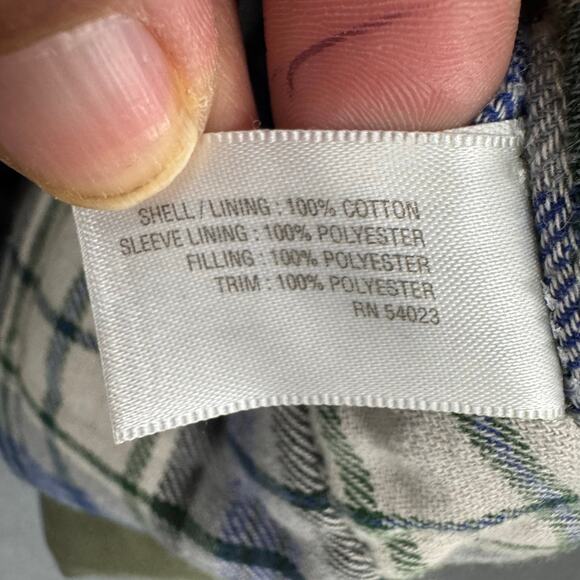 SHELL / LINING : 100% COTTON
SLEEVE LINING : 100% POLYESTER
FILLING : 100% POLYESTER
TRIM : 100% POLYESTER
RN 54023